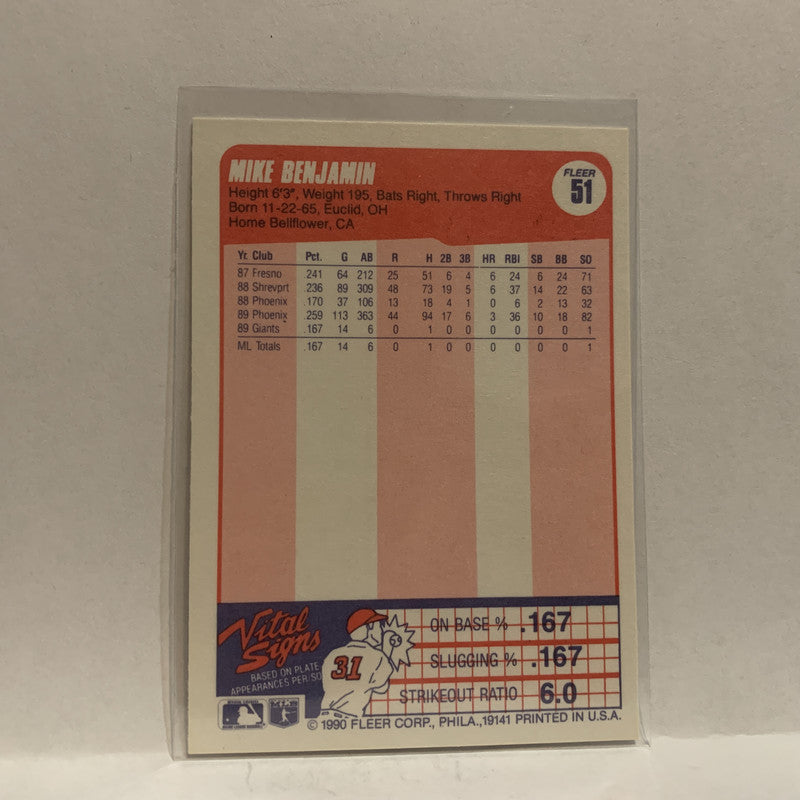 MIKE BENJAMIN
FLEER
51
Height 6'3", Weight 195, Bats Right, Throws Right
Born 11-22-65, Euclid, OH
Home Bellflower, CA
Yr. Club Pct. G AB R H 2B 3B HR RBI SB BB SO
87 Fresno .241 64 212 25 51 6 4 6 24 6 24 71
88 Shrevprt .236 89 309 48 73 19 5 6 37 14 22 63
88 Phoenix .170 37 106 13 18 4 1 0 6 2 13 32
89 Phoenix .259 113 363 44 94 17 6 3 36 10 18 82
89 Giants .167 14 6 0 1 0 0 0 0 0 0 1
ML Totals .167 14 6 0 1 0 0 0 0 0 0 1
Vital Signs
BASED ON PLATE
APPEARANCES PER SO
31
ON BASE % .167
SLUGGING % .167
STRIKEOUT RATIO 6.0
© 1990 FLEER CORP., PHILA., 19141 PRINTED IN U.S.A.